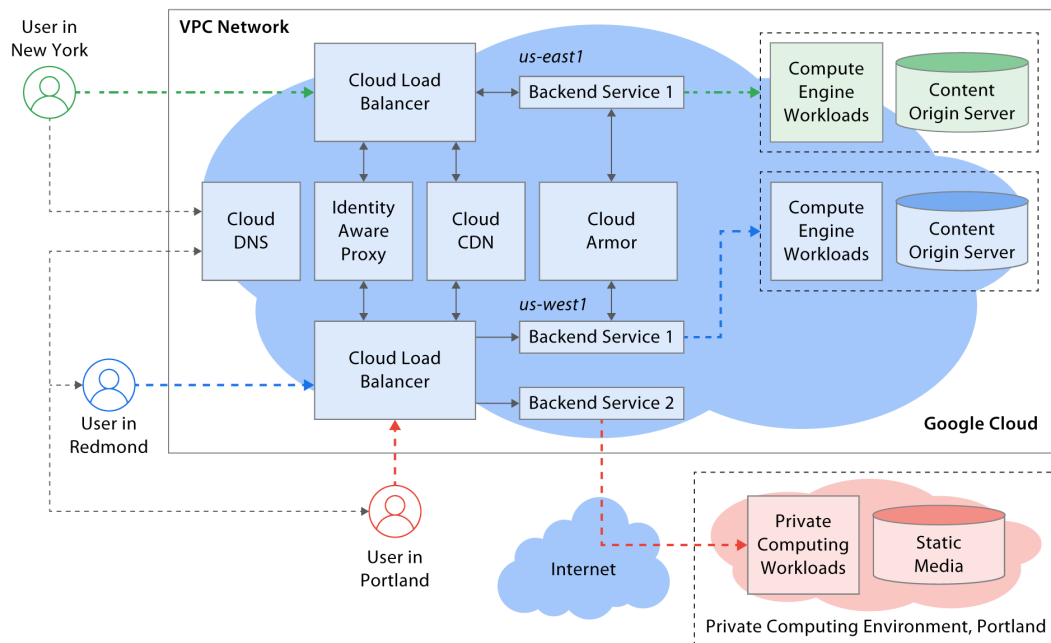 User in
New York
VPC Network
us-east1
Cloud Load
Balancer
Backend Service 1
Compute
Engine
Workloads
Content
Origin Server
Cloud
DNS
Identity
Aware
Proxy
Cloud
CDN
Cloud
Armor
Compute
Engine
Workloads
Content
Origin Server
us-west1
Cloud Load
Balancer
Backend Service 1
Backend Service 2
User in
Redmond
Google Cloud
User in
Portland
Internet
Private
Computing
Workloads
Static
Media
Private Computing Environment, Portland